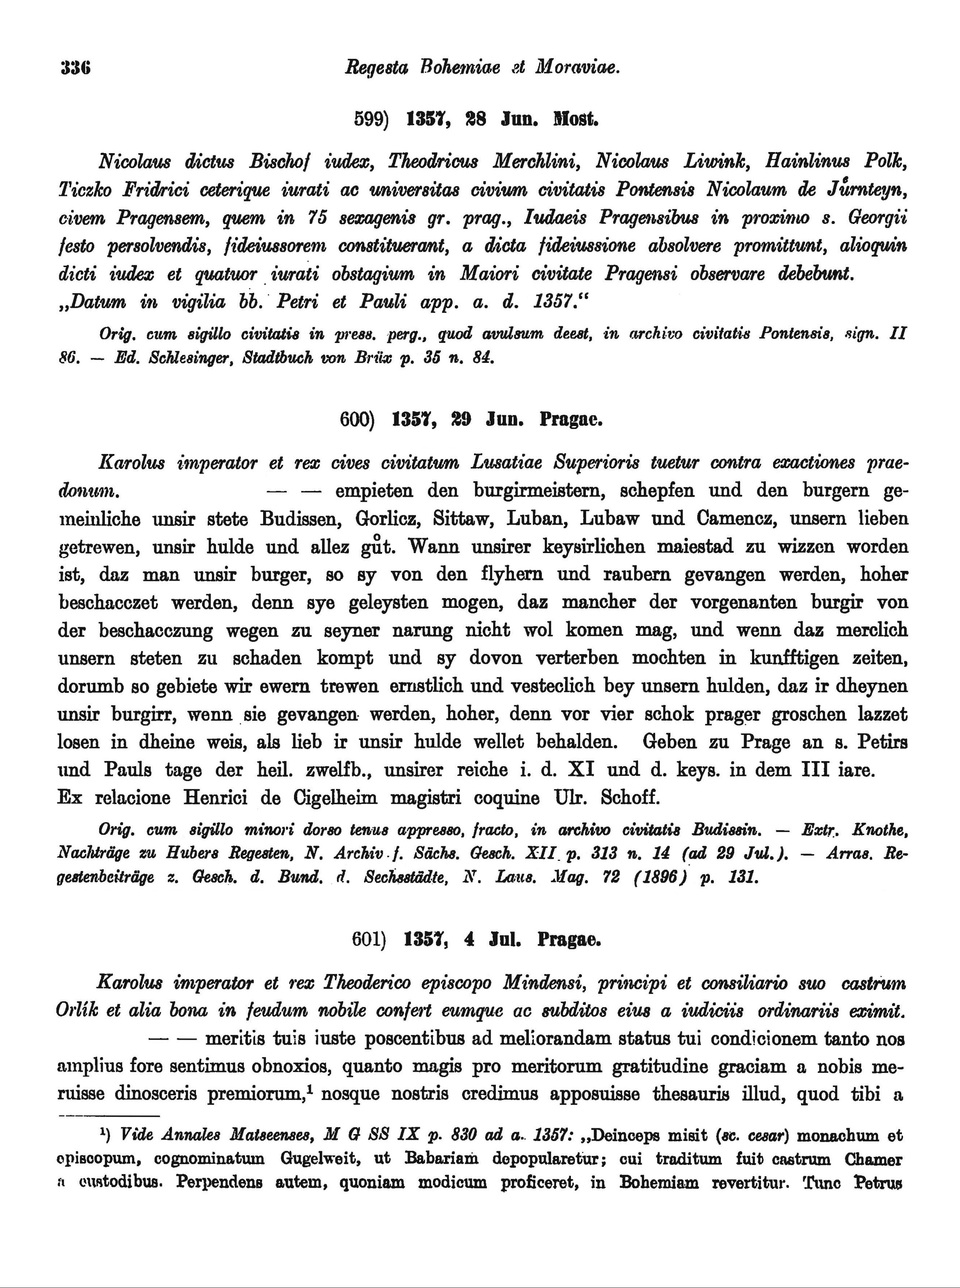 336 Regesta Bohemiae et Moraviae.
599) 1357, 28 Jun. Most.
Nicolaus dictus Bischof iudex, Theodricus Merchlini, Nicolaus Liwink, Hainlinus Polk,
Ticzko Fridrici ceterique iurati ac universitas civium civitatis Pontensis Nicolaum de Jůrnteyn,
civem Pragensem, quem in 75 sexagenis gr. prag., Iudaeis Pragensibus in proximo s. Georgii
festo persolvendis, fideiussorem constituerant, a dicta fideiussione absolvere promittunt, alioquin
dicti iudex et quatuor iurati obstagium in Maiori civitate Pragensi observare debebunt.
„Datum in vigilia bb. Petri et Pauli app. a. d. 1357.“
Orig. cum sigillo civitatis in press. perg., quod avulsum deest, in archivo civitatis Pontensis, sign. II
86. — Ed. Schlesinger, Stadtbuch von Brüx p. 35 n. 84.
600) 1357, 29 Jun. Pragae.
Karolus imperator et rex cives civitatum Lusatiae Superioris tuetur contra exactiones prae-
donum. — — empieten den burgirmeistern, schepfen und den burgern ge-
meinliche unsir stete Budissen, Gorlicz, Sittaw, Luban, Lubaw und Camencz, unsern lieben
getrewen, unsir hulde und allez gůt. Wann unsirer keysirlichen maiestad zu wizzen worden
ist, daz man unsir burger, so sy von den flyhern und raubern gevangen werden, hoher
beschacczet werden, denn sye geleysten mogen, daz mancher der vorgenanten burgir von
der beschacczung wegen zu seyner narung nicht wol komen mag, und wenn daz merclich
unsern steten zu schaden kompt und sy dovon verterben mochten in kunfftigen zeiten,
dorumb so gebiete wir ewern trewen ernstlich und vesteclich bey unsern hulden, daz ir dheynen
unsir burgirr, wenn sie gevangen werden, hoher, denn vor vier schok prager groschen lazzet
losen in dheine weis, als lieb ir unsir hulde wellet behalden. Geben zu Prage an s. Petirs
und Pauls tage der heil. zwelfb., unsirer reiche i. d. XI und d. keys. in dem III iare.
Ex relacione Henrici de Cigelheim magistri coquine Ulr. Schoff.
Orig. cum sigillo minori dorso tenus appresso, fracto, in archivo civitatis Budissin. — Extr. Knothe,
Nachträge zu Hubers Regesten, N. Archiv f. Sächs. Gesch. XII p. 313 n. 14 (ad 29 Jul.). — Arras. Re-
gestenbeiträge z. Gesch. d. Bund. d. Sechsstädte, N. Laus. Mag. 72 (1896) p. 131.
601) 1357, 4 Jul. Pragae.
Karolus imperator et rex Theoderico episcopo Mindensi, principi et consiliario suo castrum
Orlík et alia bona in feudum nobile confert eumque ac subditos eius a iudiciis ordinariis eximit.
— — meritis tuis iuste poscentibus ad meliorandam status tui condicionem tanto nos
amplius fore sentimus obnoxios, quanto magis pro meritorum gratitudine graciam a nobis me-
ruisse dinosceris premiorum,¹ nosque nostris credimus apposuisse thesauris illud, quod tibi a
¹) Vide Annales Matseenses, M G SS IX p. 830 ad a. 1357: „Deinceps misit (sc. cesar) monachum et
episcopum, cognominatum Gugelweit, ut Babariam depopularetur; cui traditum fuit castrum Chamer
a custodibus. Perpendens autem, quoniam modicum proficeret, in Bohemiam revertitur. Tunc Petrus